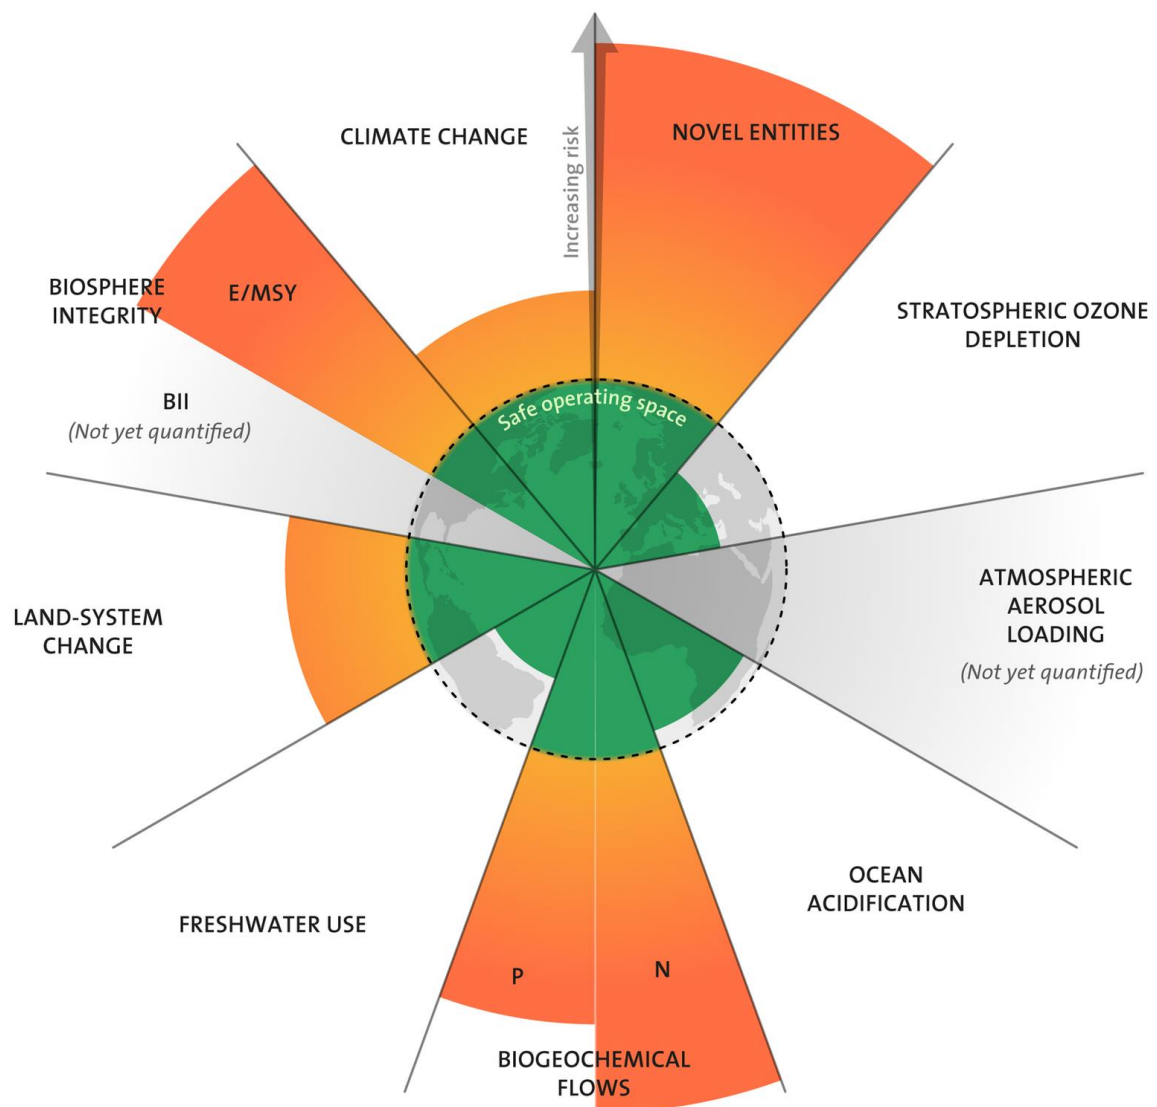 CLIMATE CHANGE
Increasing risk
NOVEL ENTITIES
BIOSPHERE
INTEGRITY
E/MSY
STRATOSPHERIC OZONE
DEPLETION
BII
(Not yet quantified)
Safe operating space
LAND-SYSTEM
CHANGE
ATMOSPHERIC
AEROSOL
LOADING
(Not yet quantified)
FRESHWATER USE
OCEAN
ACIDIFICATION
P
N
BIOGEOCHEMICAL
FLOWS